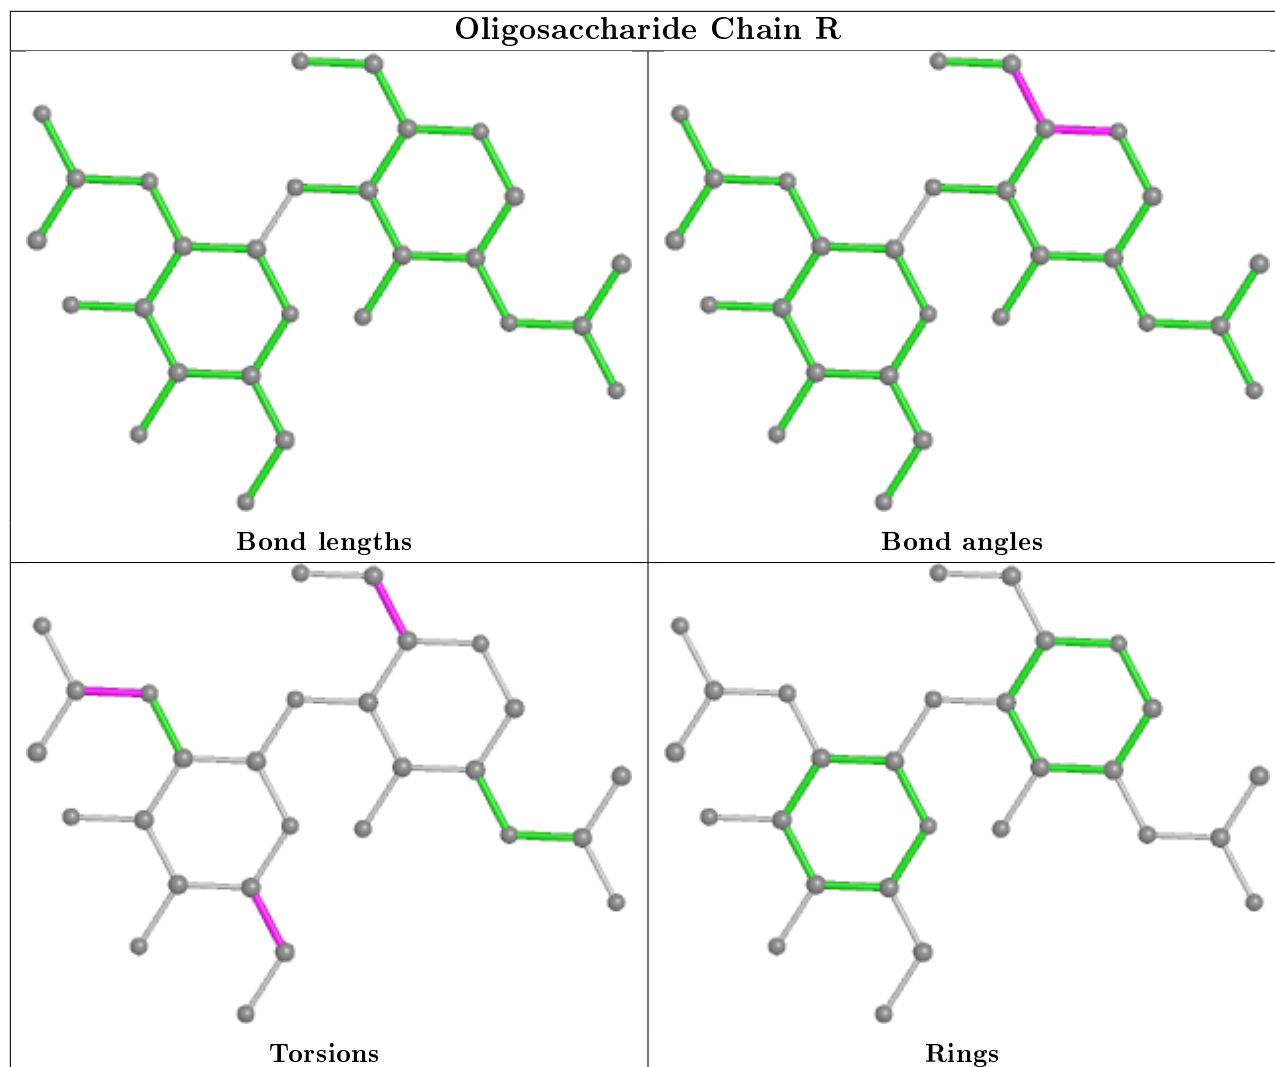 Oligosaccharide Chain R
Bond lengths
Bond angles
Torsions
Rings